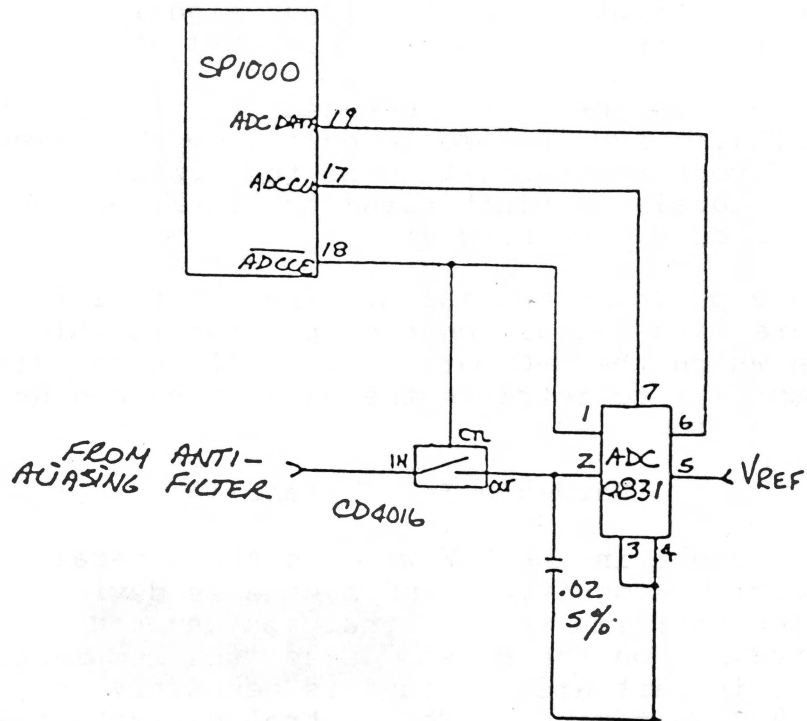 SP1000
ADC DATA 19
ADCCLK 17
ADCCE 18
7
1
6
2
ADC
0831
5
VREF
3
4
FROM ANTI-
ALIASING FILTER
IN
CTL
OUT
CD4016
.02
5%